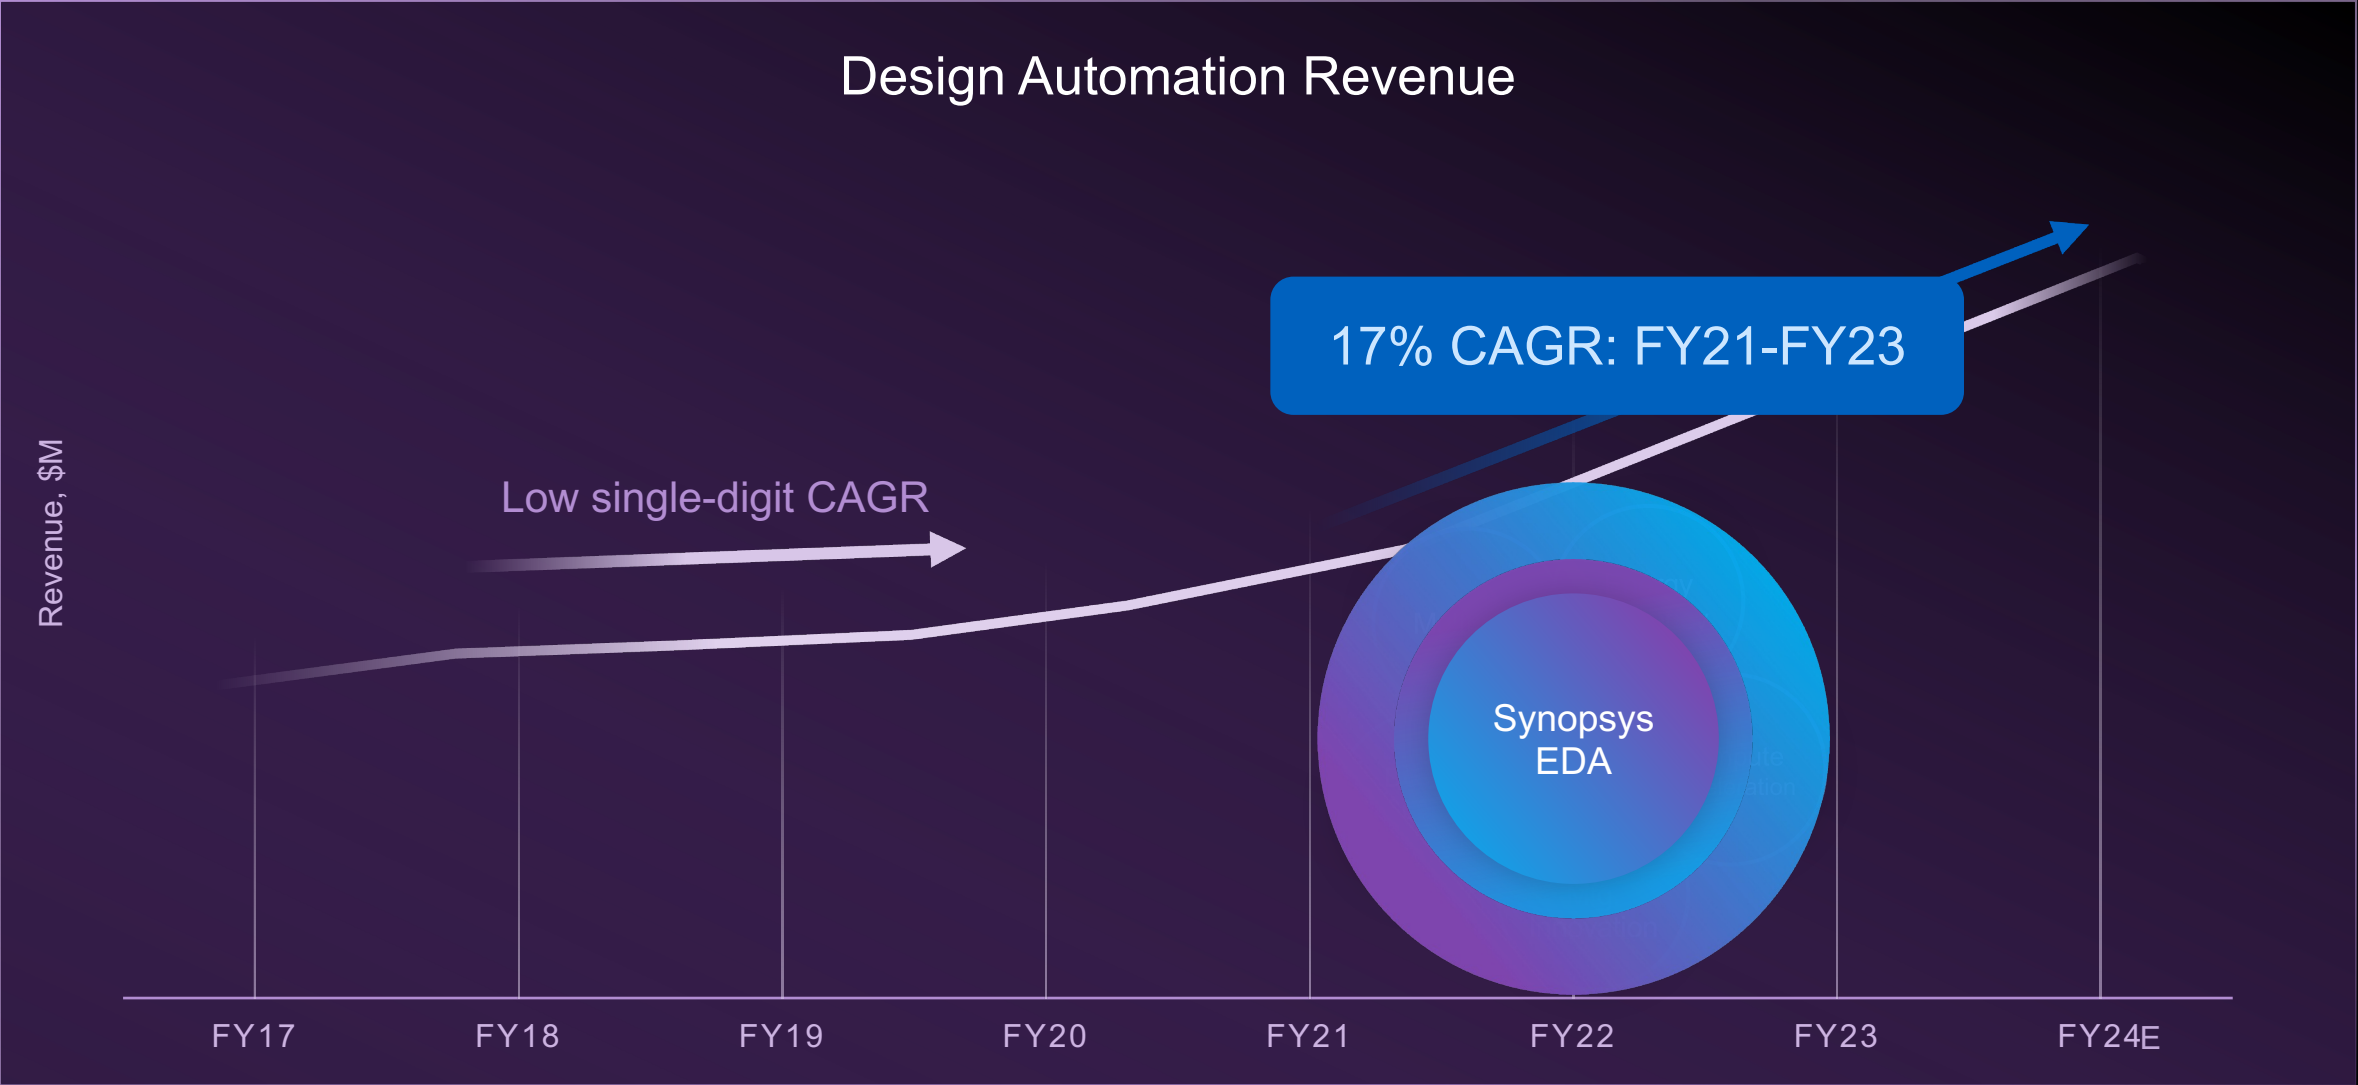 Design Automation Revenue
17% CAGR: FY21-FY23
Low single-digit CAGR
Revenue, $M
Synopsys
EDA
FY17 FY18 FY19 FY20 FY21 FY22 FY23 FY24E